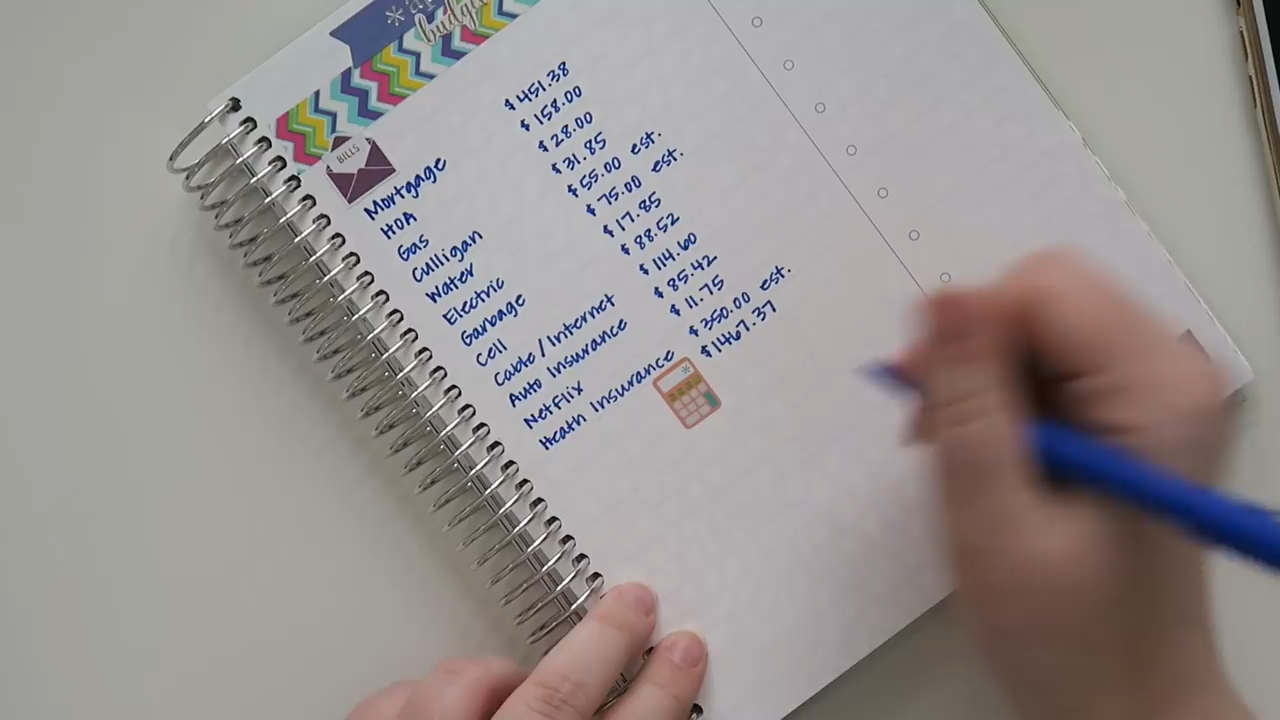 budget
BILLS
Mortgage $451.38
HOA $158.00
Gas $28.00
Culligan $31.85
Water $55.00 est.
Electric $75.00 est.
Garbage $17.85
Cell $88.52
Cable/Internet $114.60
Auto Insurance $85.42
Netflix $11.75
Heath Insurance $350.00 est.
$1467.37